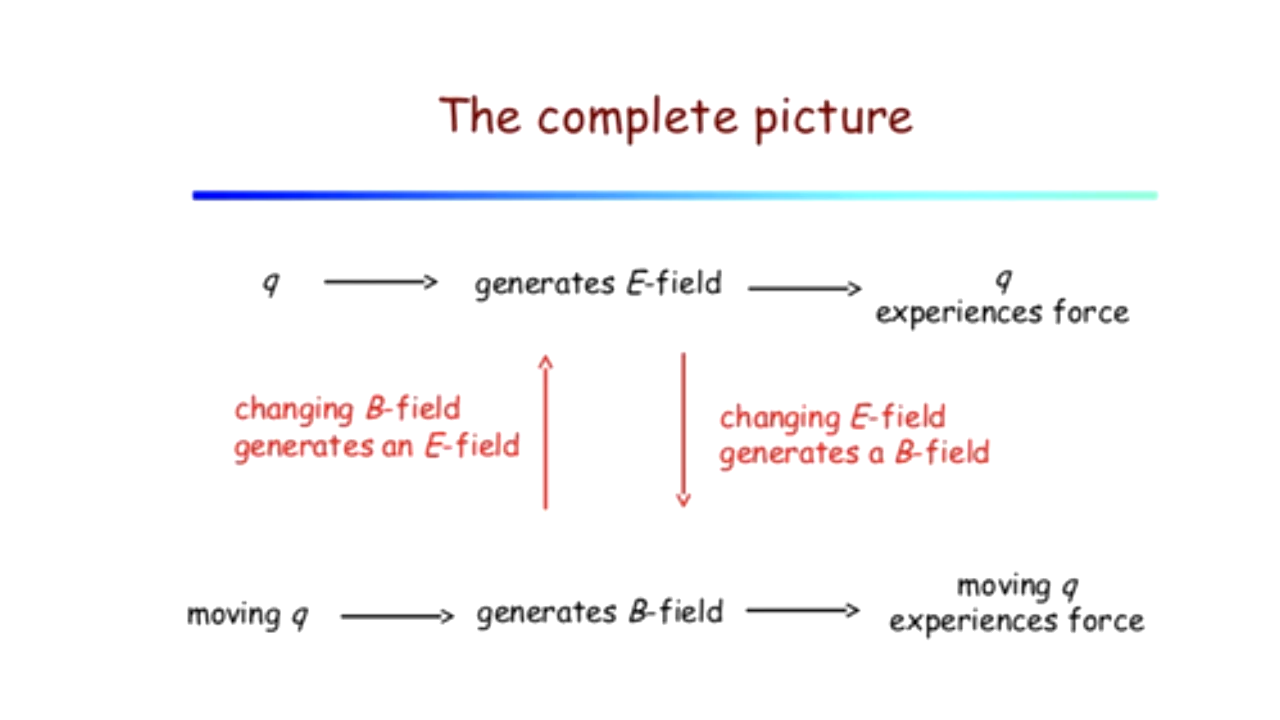 The complete picture
q
generates E-field
q
experiences force
changing B-field
generates an E-field
changing E-field
generates a B-field
moving q
generates B-field
moving q
experiences force